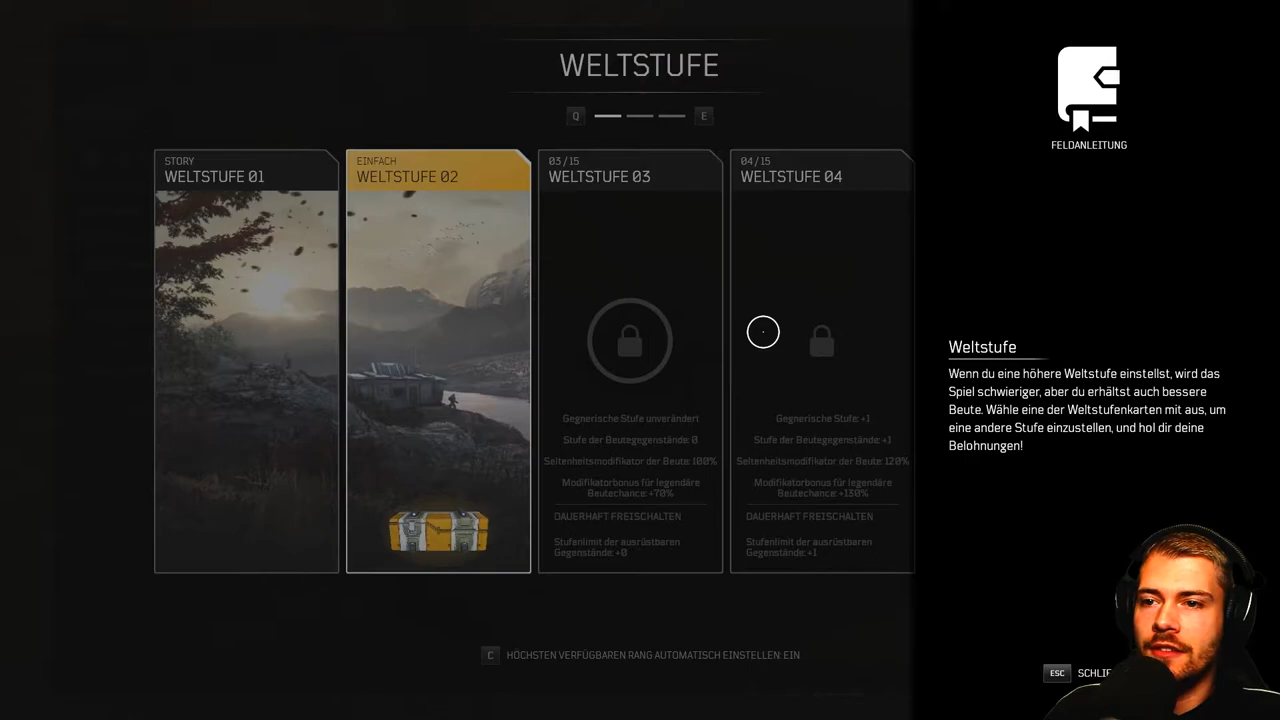 WELTSTUFE
Q
E
STORY
WELTSTUFE 01
EINFACH
WELTSTUFE 02
03/15
WELTSTUFE 03
Gegnerische Stufe unverändert
Stufe der Beutegegenstände: 0
Seltenheitsmodifikator der Beute: 100%
Modifikatorbonus für legendäre
Beutechance: +70%
DAUERHAFT FREISCHALTEN
Stufenlimit der ausrüstbaren
Gegenstände: +0
04/15
WELTSTUFE 04
Gegnerische Stufe: +1
Stufe der Beutegegenstände: +1
Seltenheitsmodifikator der Beute: 120%
Modifikatorbonus für legendäre
Beutechance: +130%
DAUERHAFT FREISCHALTEN
Stufenlimit der ausrüstbaren
Gegenstände: +1
C HÖCHSTEN VERFÜGBAREN RANG AUTOMATISCH EINSTELLEN: EIN
FELDANLEITUNG
Weltstufe
Wenn du eine höhere Weltstufe einstellst, wird das
Spiel schwieriger, aber du erhältst auch bessere
Beute. Wähle eine der Weltstufenkarten mit aus, um
eine andere Stufe einzustellen, und hol dir deine
Belohnungen!
ESC